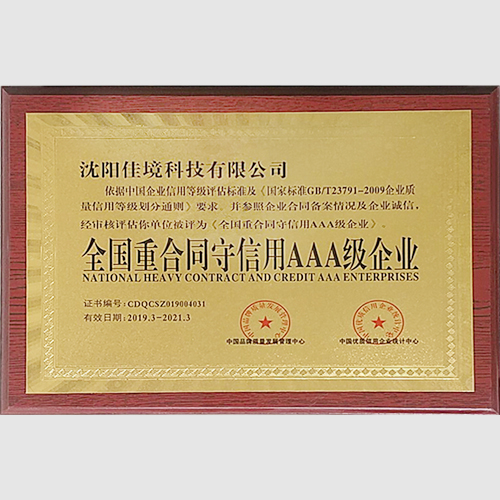 沈阳佳境科技有限公司
依据中国企业信用等级评估标准及《国家标准GB/T23791-2009企业质
量信用等级划分通则》要求。并参照企业合同备案情况及企业诚信,
经审核评估你单位被评为《全国重合同守信用AAA级企业》。
全国重合同守信用AAA级企业
NATIONAL HEAVY CONTRACT AND CREDIT AAA ENTERPRISES
证书编号:CDQCSZ019004031
有效日期:2019.3-2021.3
中国品牌质量发展管理中心
中国优质信用企业设计中心